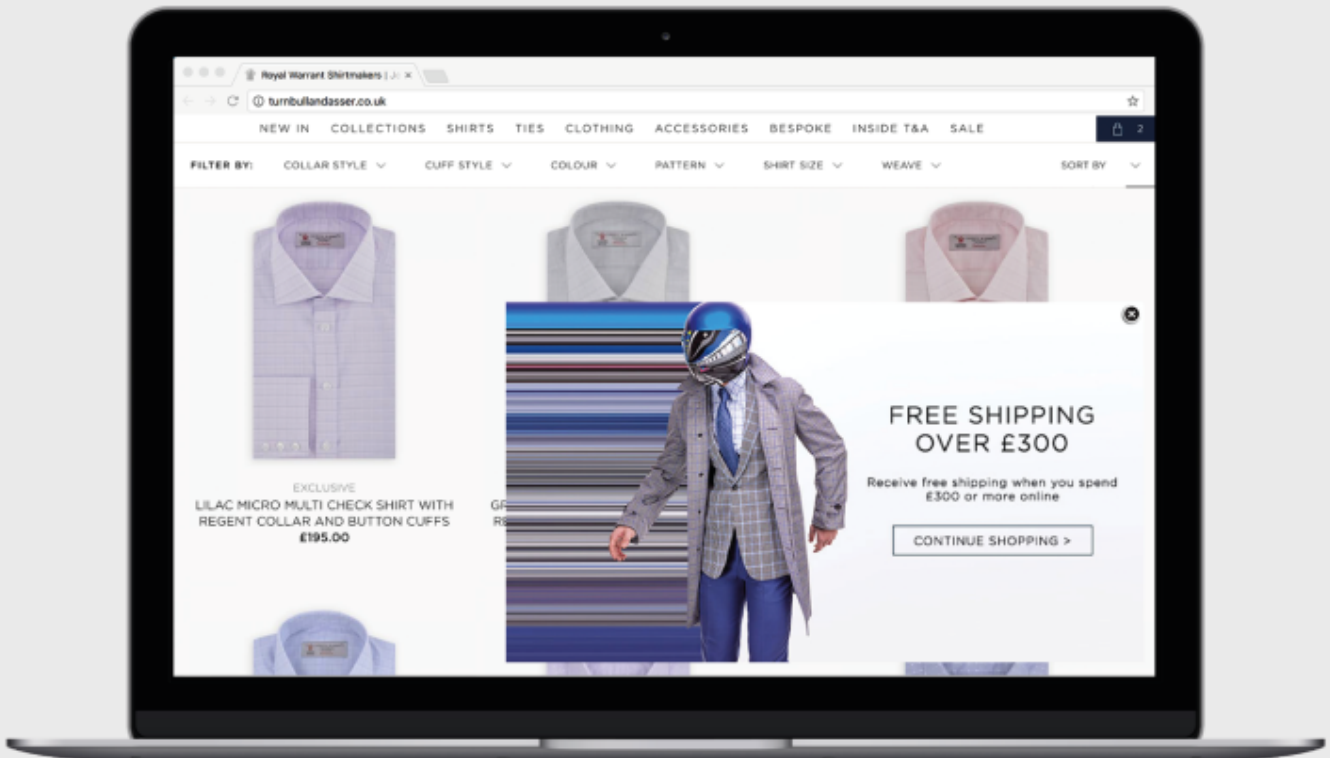 Royal Warrant Shirtmakers | Je
turnbullandasser.co.uk
NEW IN COLLECTIONS SHIRTS TIES CLOTHING ACCESSORIES BESPOKE INSIDE T&A SALE 2
FILTER BY: COLLAR STYLE CUFF STYLE COLOUR PATTERN SHIRT SIZE WEAVE SORT BY
FREE SHIPPING
OVER £300
Receive free shipping when you spend
£300 or more online
CONTINUE SHOPPING >
EXCLUSIVE
LILAC MICRO MULTI CHECK SHIRT WITH
REGENT COLLAR AND BUTTON CUFFS
£195.00